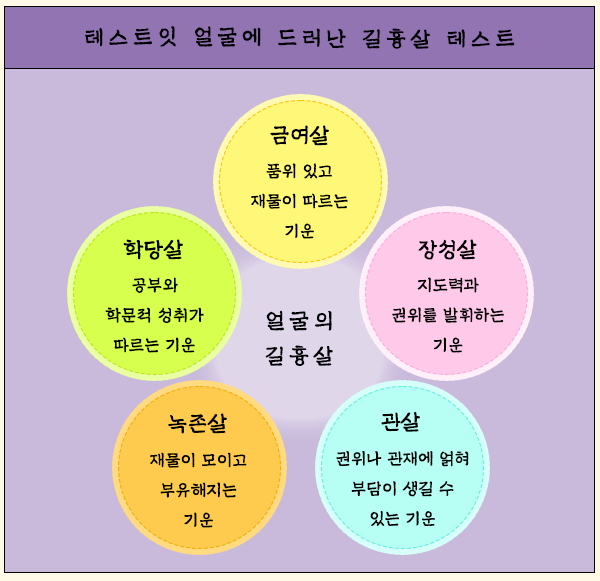 테스트잇 얼굴에 드러난 길흉살 테스트
금여살
품위 있고
재물이 따르는
기운
학당살
공부와
학문적 성취가
따르는 기운
장성살
지도력과
권위를 발휘하는
기운
얼굴의
길흉살
녹존살
재물이 모이고
부유해지는
기운
관살
권위나 관재에 얽혀
부담이 생길 수
있는 기운